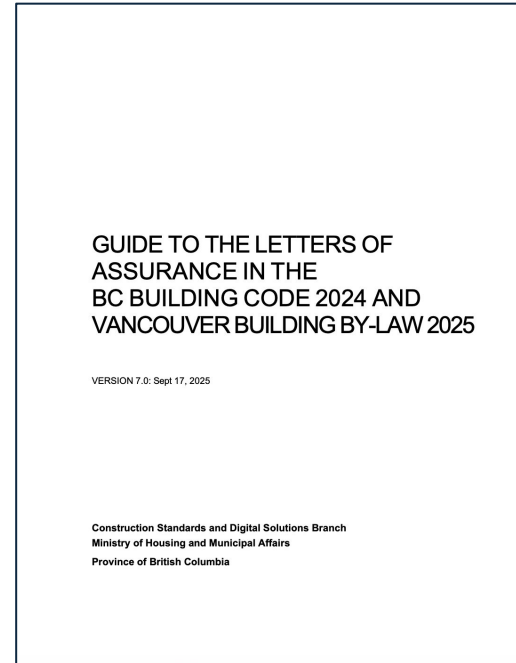 GUIDE TO THE LETTERS OF
ASSURANCE IN THE
BC BUILDING CODE 2024 AND
VANCOUVER BUILDING BY-LAW 2025
VERSION 7.0: Sept 17, 2025
Construction Standards and Digital Solutions Branch
Ministry of Housing and Municipal Affairs
Province of British Columbia